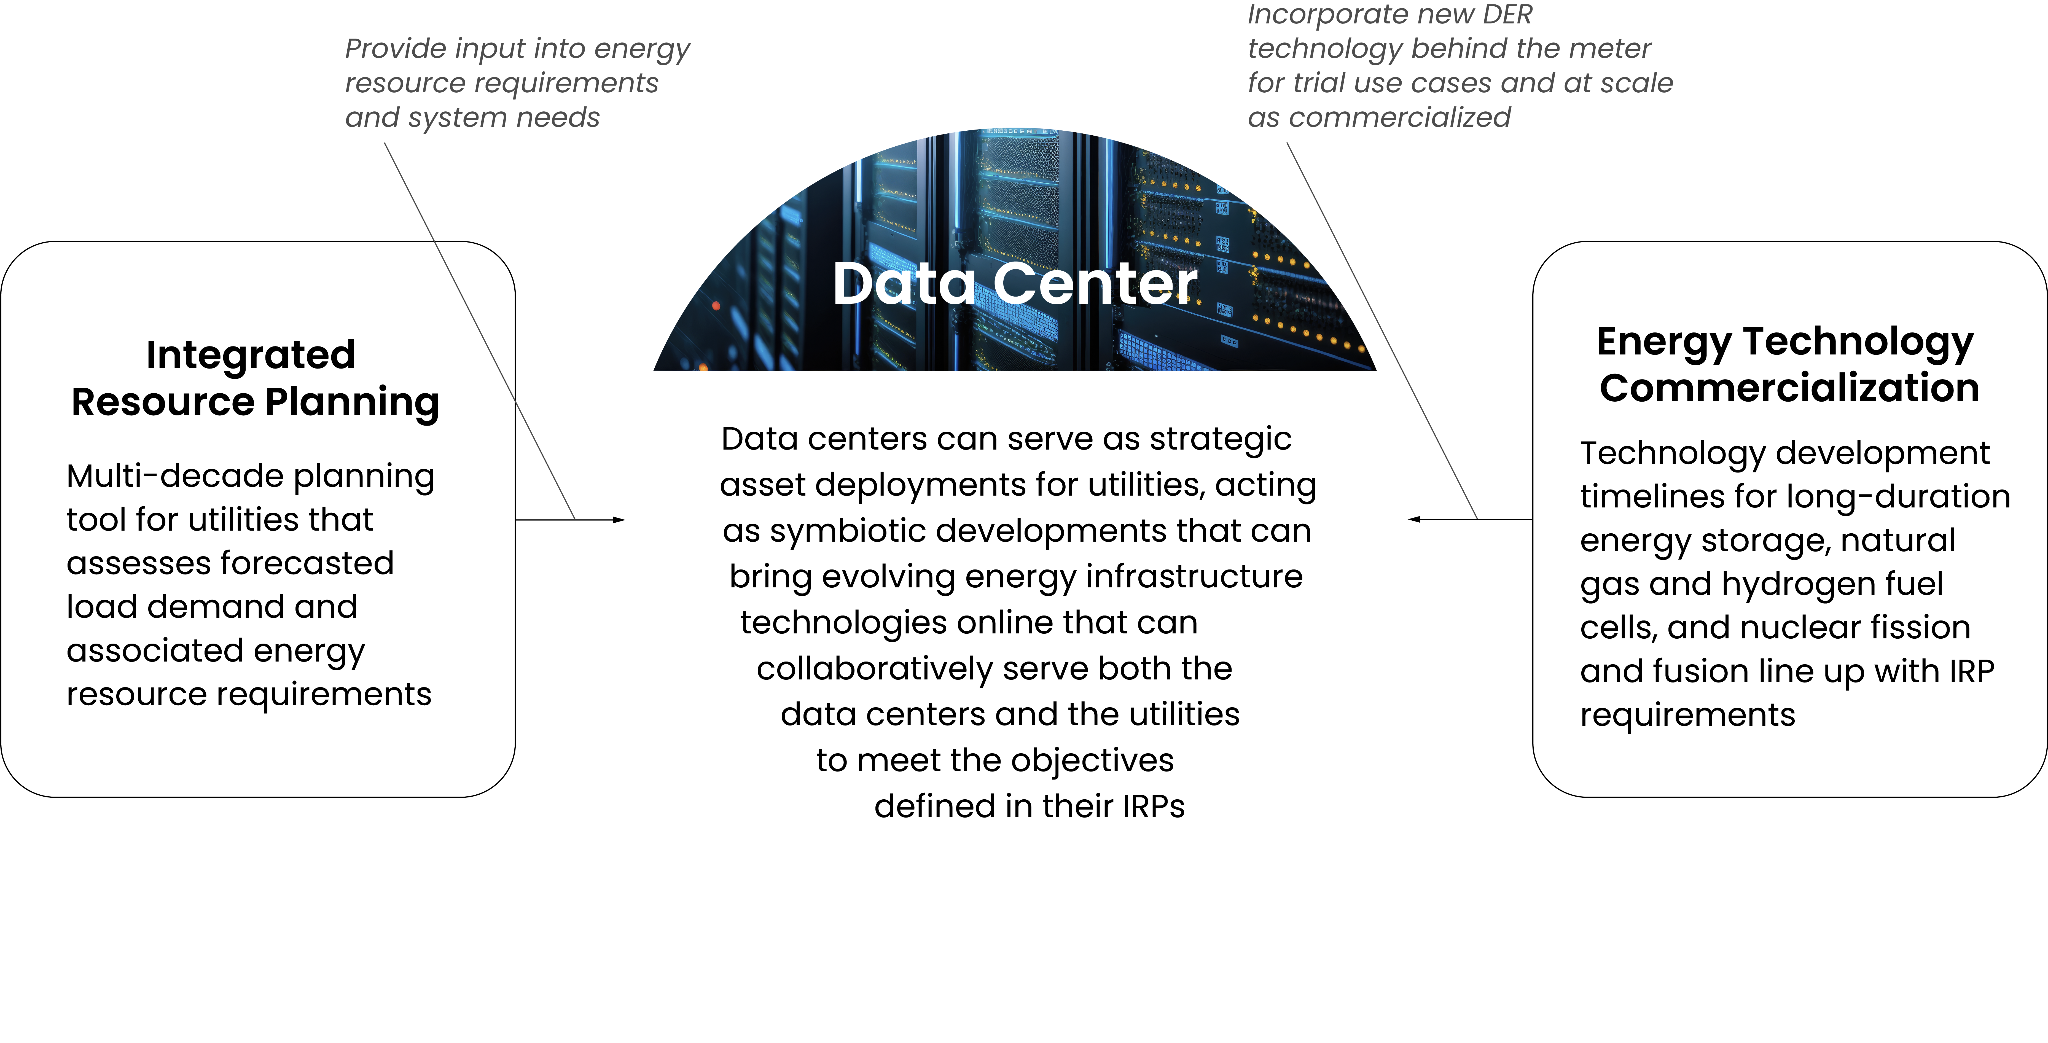 Provide input into energy
resource requirements
and system needs
Incorporate new DER
technology behind the meter
for trial use cases and at scale
as commercialized
Integrated
Resource Planning
Multi-decade planning
tool for utilities that
assesses forecasted
load demand and
associated energy
resource requirements
Data Center
Data centers can serve as strategic
asset deployments for utilities, acting
as symbiotic developments that can
bring evolving energy infrastructure
technologies online that can
collaboratively serve both the
data centers and the utilities
to meet the objectives
defined in their IRPs
Energy Technology
Commercialization
Technology development
timelines for long-duration
energy storage, natural
gas and hydrogen fuel
cells, and nuclear fission
and fusion line up with IRP
requirements